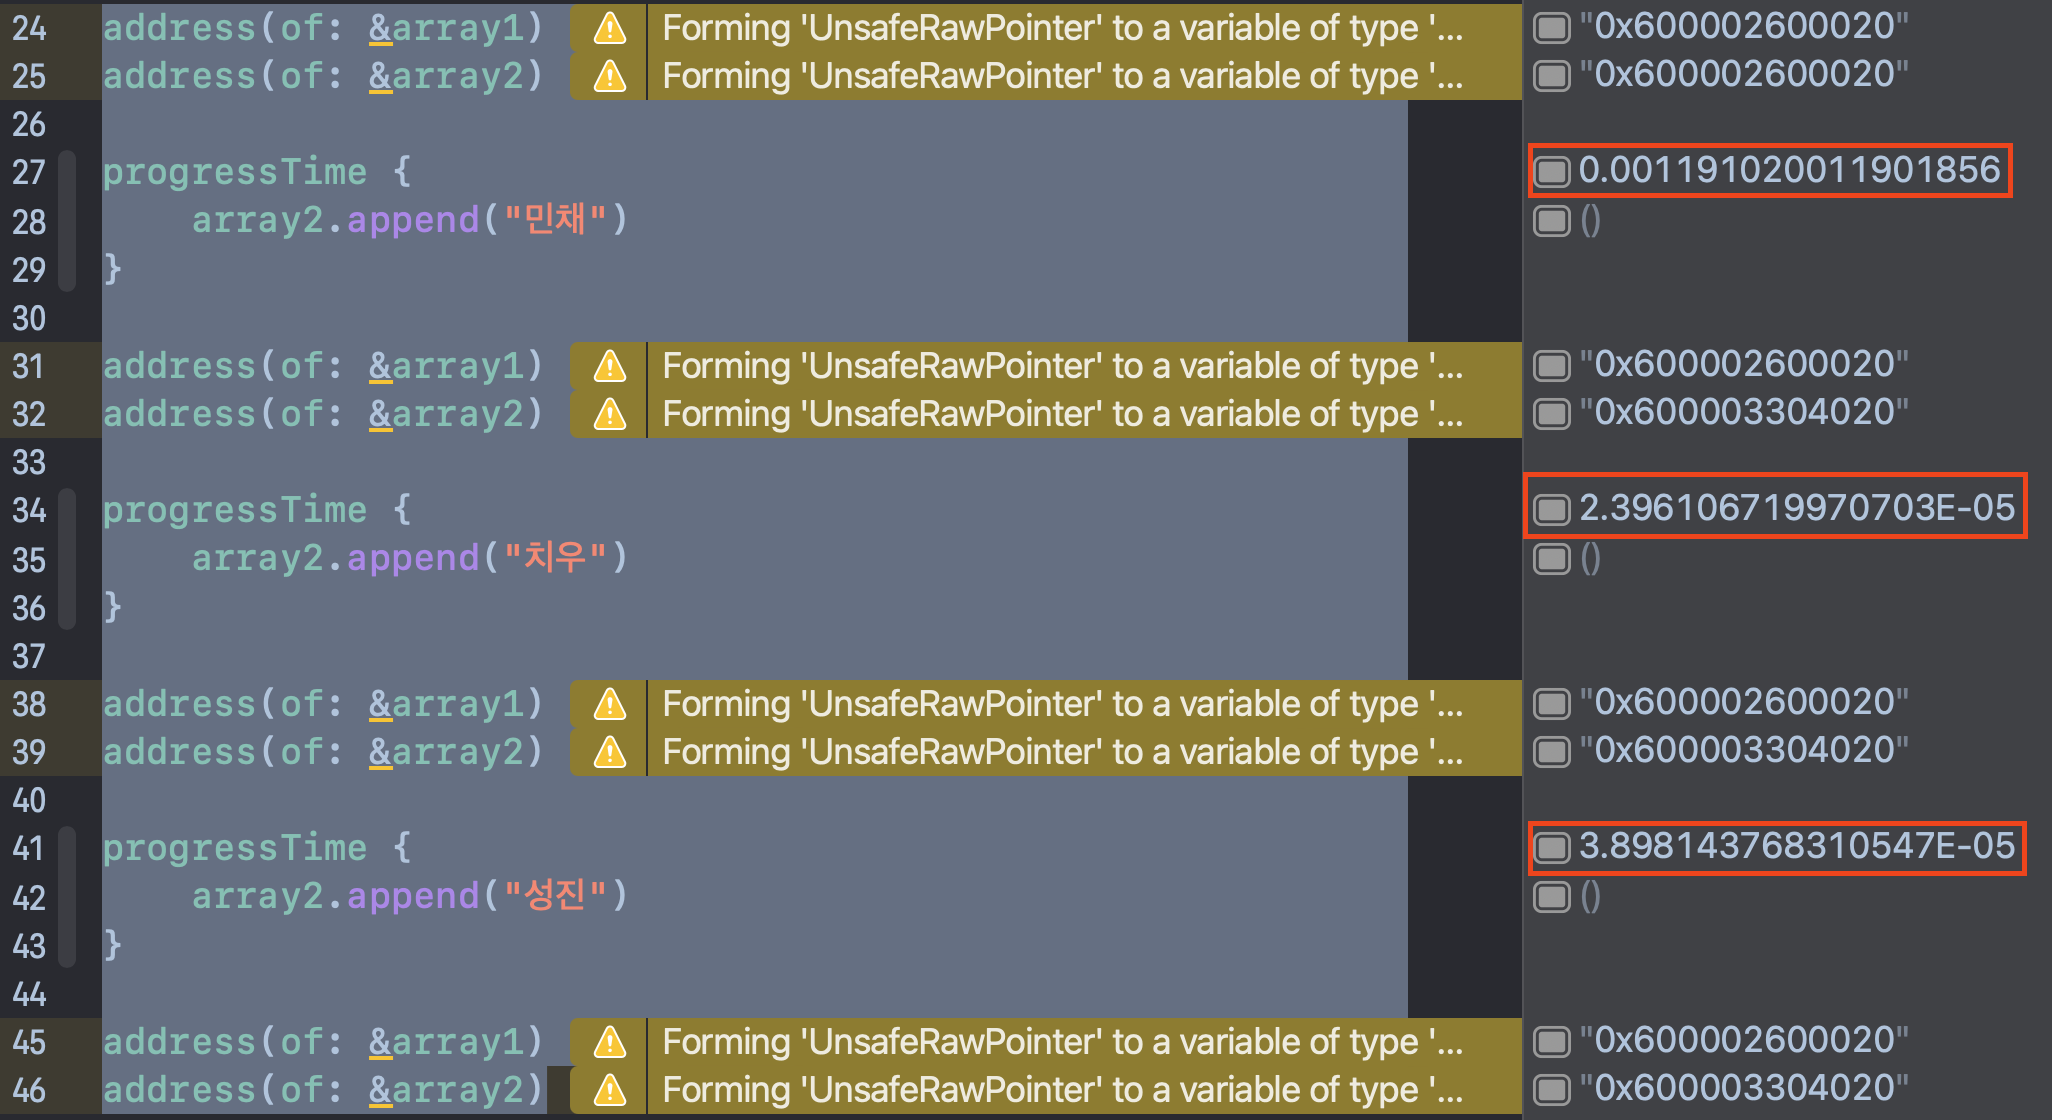 24 address(of: &array1) Forming 'UnsafeRawPointer' to a variable of type '... "0x600002600020"
25 address(of: &array2) Forming 'UnsafeRawPointer' to a variable of type '... "0x600002600020"
26
27 progressTime { 0.001191020011901856
28 array2.append("민채") ()
29 }
30
31 address(of: &array1) Forming 'UnsafeRawPointer' to a variable of type '... "0x600002600020"
32 address(of: &array2) Forming 'UnsafeRawPointer' to a variable of type '... "0x600003304020"
33
34 progressTime { 2.396106719970703E-05
35 array2.append("치우") ()
36 }
37
38 address(of: &array1) Forming 'UnsafeRawPointer' to a variable of type '... "0x600002600020"
39 address(of: &array2) Forming 'UnsafeRawPointer' to a variable of type '... "0x600003304020"
40
41 progressTime { 3.898143768310547E-05
42 array2.append("성진") ()
43 }
44
45 address(of: &array1) Forming 'UnsafeRawPointer' to a variable of type '... "0x600002600020"
46 address(of: &array2) Forming 'UnsafeRawPointer' to a variable of type '... "0x600003304020"